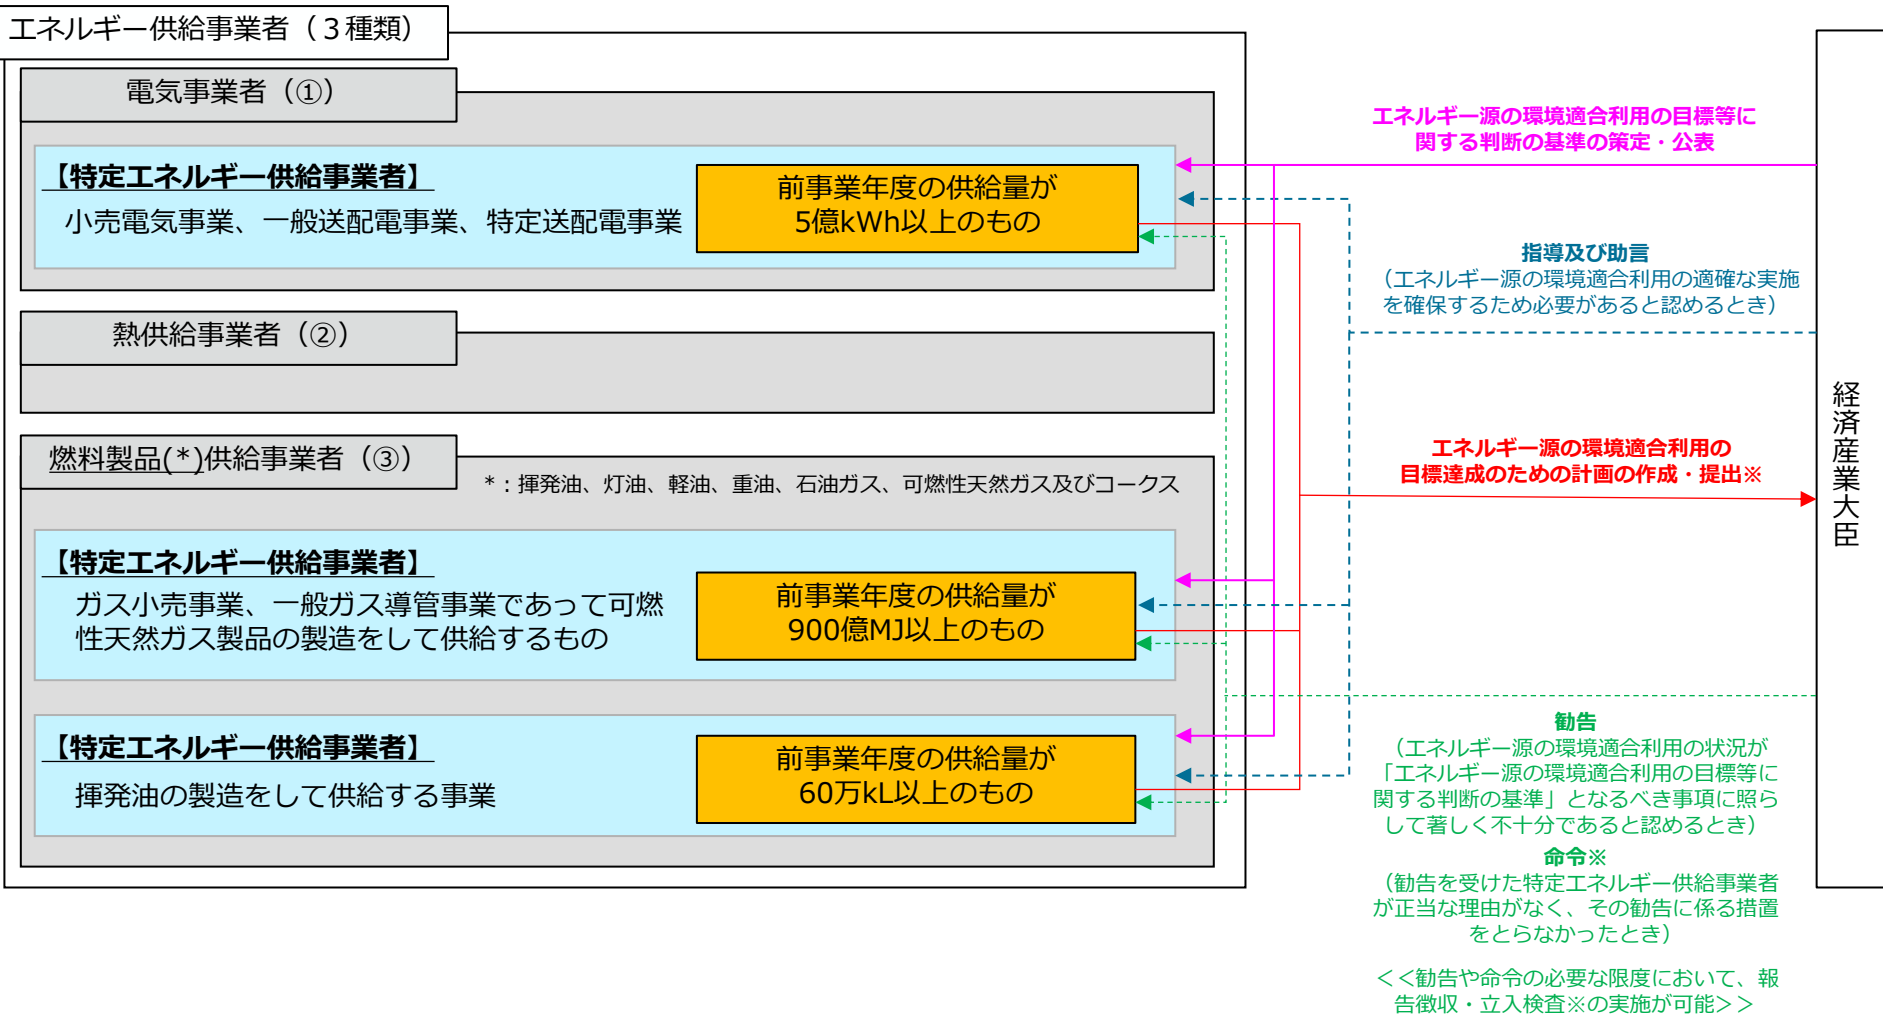 エネルギー供給事業者（３種類）
電気事業者（①）
【特定エネルギー供給事業者】
小売電気事業、一般送配電事業、特定送配電事業
前事業年度の供給量が
5億kWh以上のもの
熱供給事業者（②）
燃料製品(*)供給事業者（③）
*：揮発油、灯油、軽油、重油、石油ガス、可燃性天然ガス及びコークス
【特定エネルギー供給事業者】
ガス小売事業、一般ガス導管事業であって可燃
性天然ガス製品の製造をして供給するもの
前事業年度の供給量が
900億MJ以上のもの
【特定エネルギー供給事業者】
揮発油の製造をして供給する事業
前事業年度の供給量が
60万kL以上のもの
エネルギー源の環境適合利用の目標等に
関する判断の基準の策定・公表
指導及び助言
（エネルギー源の環境適合利用の適確な実施
を確保するため必要があると認めるとき）
エネルギー源の環境適合利用の
目標達成のための計画の作成・提出※
勧告
（エネルギー源の環境適合利用の状況が
「エネルギー源の環境適合利用の目標等に
関する判断の基準」となるべき事項に照ら
して著しく不十分であると認めるとき）
命令※
（勧告を受けた特定エネルギー供給事業者
が正当な理由がなく、その勧告に係る措置
をとらなかったとき）
＜＜勧告や命令の必要な限度において、報
告徴収・立入検査※の実施が可能＞＞
経済産業大臣